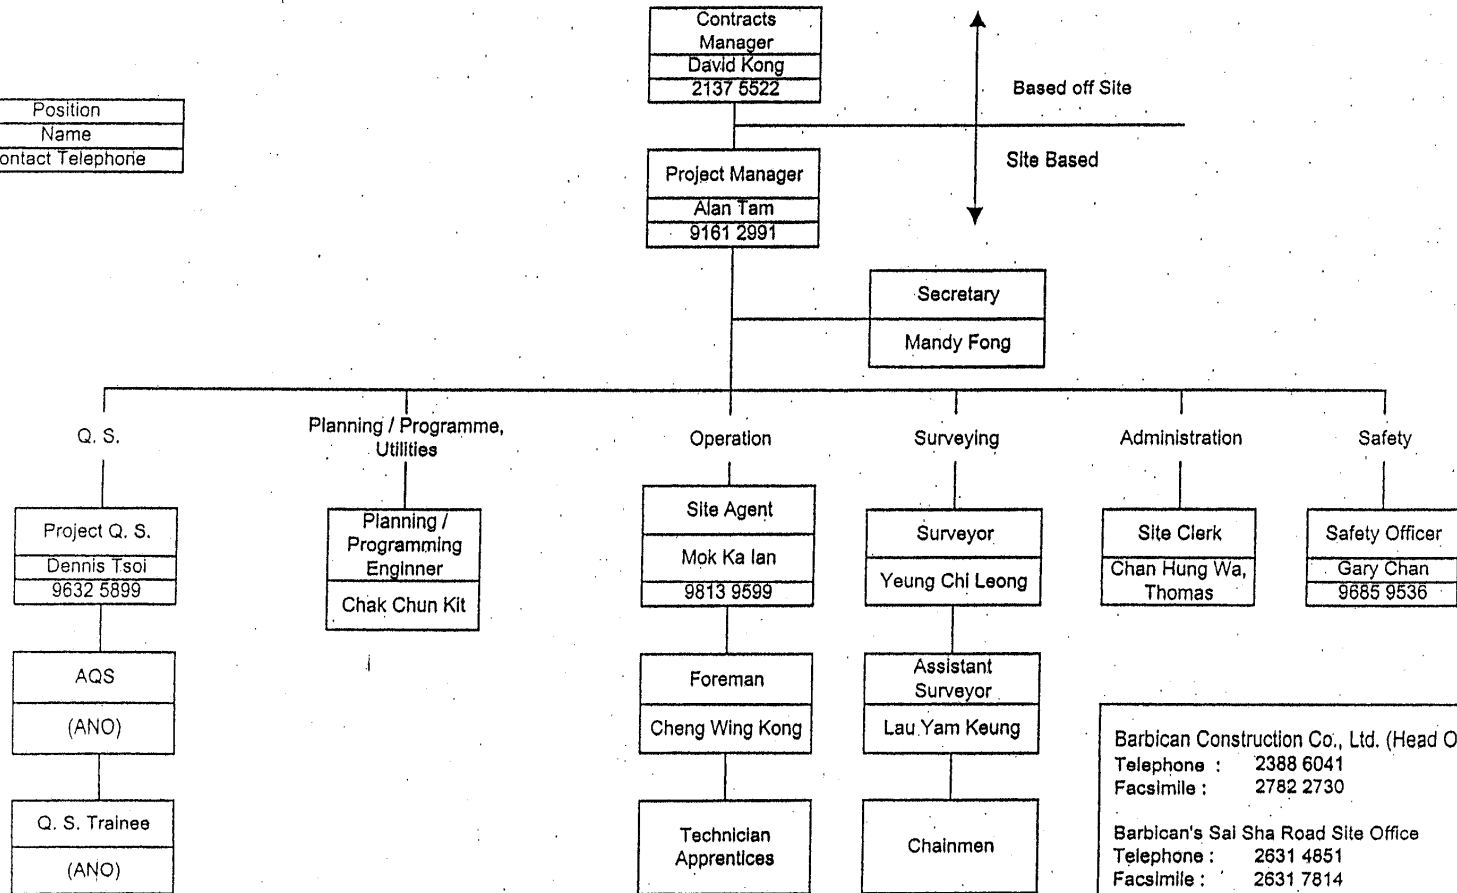 Contracts
Manager
David Kong
2137 5522
Based off Site
Site Based
Position
Name
ontact Telephone
Project Manager
Alan Tam
9161 2991
Secretary
Mandy Fong
Q. S.
Planning / Programme,
Utilities
Operation
Surveying
Administration
Safety
Project Q. S.
Dennis Tsoi
9632 5899
Planning /
Programming
Enginner
Chak Chun Kit
Site Agent
Mok Ka Ian
9813 9599
Surveyor
Yeung Chi Leong
Site Clerk
Chan Hung Wa,
Thomas
Safety Officer
Gary Chan
9685 9536
AQS
(ANO)
Foreman
Cheng Wing Kong
Assistant
Surveyor
Lau Yam Keung
Q. S. Trainee
(ANO)
Technician
Apprentices
Chainmen
Barbican Construction Co., Ltd. (Head O
Telephone : 2388 6041
Facsimile : 2782 2730
Barbican's Sai Sha Road Site Office
Telephone : 2631 4851
Facsimile : 2631 7814